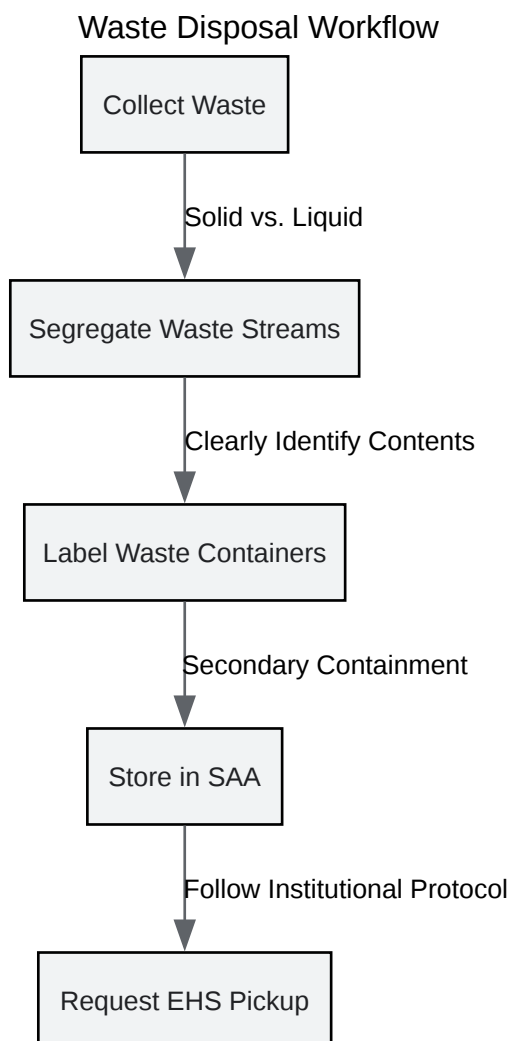 Waste Disposal Workflow
Collect Waste
Solid vs. Liquid
Segregate Waste Streams
Clearly Identify Contents
Label Waste Containers
Secondary Containment
Store in SAA
Follow Institutional Protocol
Request EHS Pickup